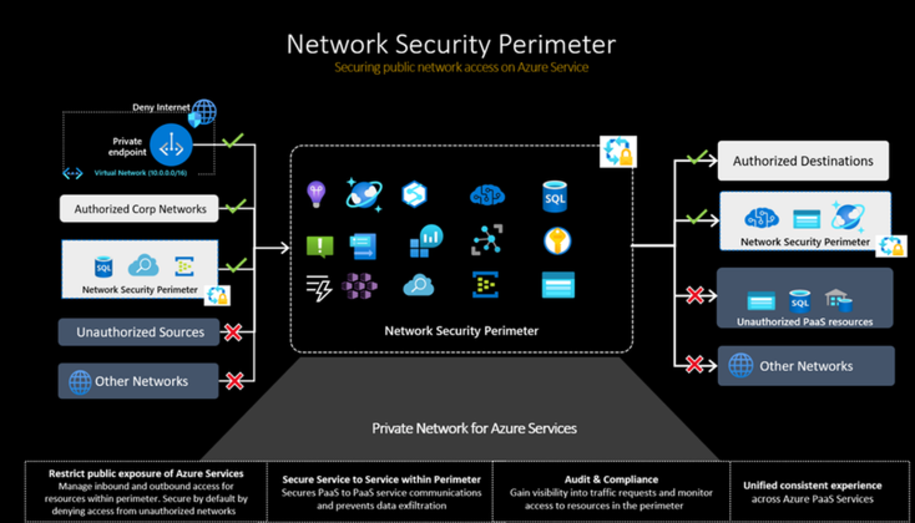 Network Security Perimeter
Securing public network access on Azure Service
Deny Internet
Private
endpoint
Virtual Network (10.0.0.0/16)
Authorized Corp Networks
SQL
Network Security Perimeter
Unauthorized Sources
Other Networks
SQL
Network Security Perimeter
Authorized Destinations
Network Security Perimeter
SQL
Unauthorized PaaS resources
Other Networks
Private Network for Azure Services
Restrict public exposure of Azure Services
Manage inbound and outbound access for
resources within perimeter. Secure by default by
denying access from unauthorized networks
Secure Service to Service within Perimeter
Secures PaaS to PaaS service communications
and prevents data exfiltration
Audit & Compliance
Gain visibility into traffic requests and monitor
access to resources in the perimeter
Unified consistent experience
across Azure PaaS Services